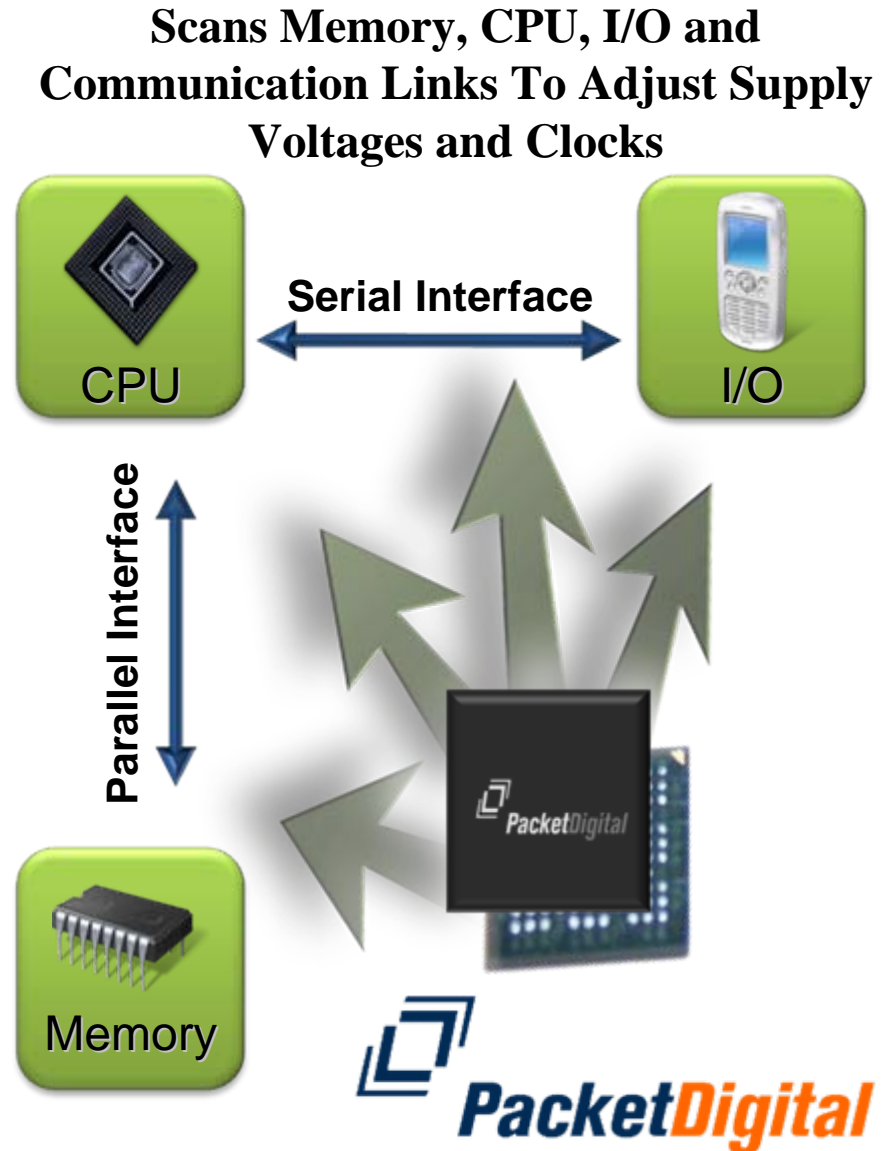 Scans Memory, CPU, I/O and
Communication Links To Adjust Supply
Voltages and Clocks
CPU
Serial Interface
I/O
Parallel Interface
PacketDigital
Memory
PacketDigital